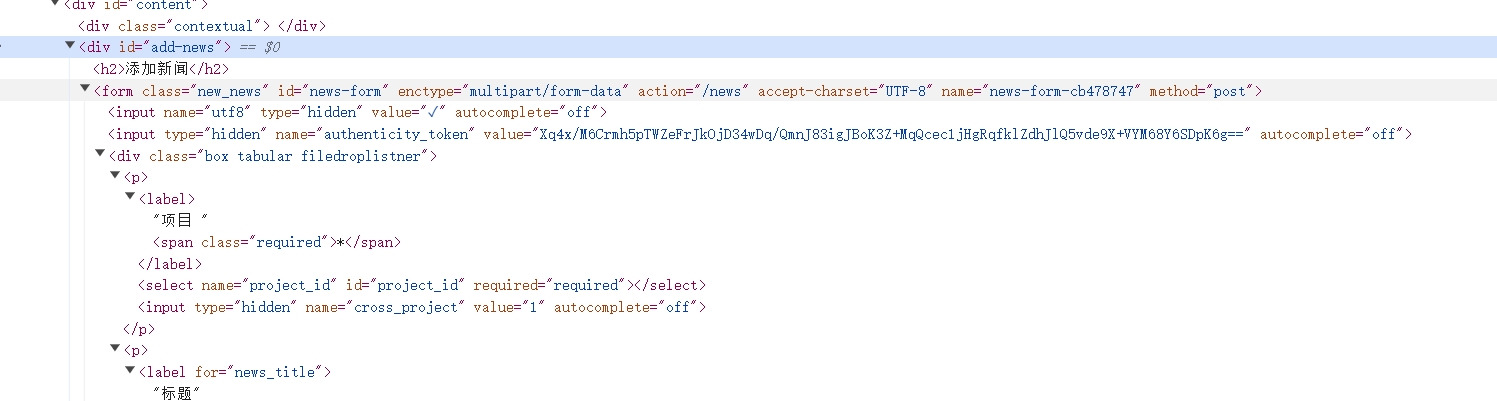 ▼<div id="content">
<div class="contextual"> </div>
▼<div id="add-news"> == $0
<h2>添加新闻</h2>
▼<form class="new_news" id="news-form" enctype="multipart/form-data" action="/news" accept-charset="UTF-8" name="news-form-cb478747" method="post">
<input name="utf8" type="hidden" value="✓" autocomplete="off">
<input type="hidden" name="authenticity_token" value="Xq4x/M6Crmh5pTWZeFrJkOjD34wDq/QmnJ83igJBoK3Z+MqQcec1jHgRqfklZdhJlQ5vde9X+VYM68Y6SDpK6g==" autocomplete="off">
▼<div class="box tabular filedroplistner">
▼<p>
▼<label>
"项目 "
<span class="required">*</span>
</label>
<select name="project_id" id="project_id" required="required"></select>
<input type="hidden" name="cross_project" value="1" autocomplete="off">
</p>
▼<p>
▼<label for="news_title">
"标题"